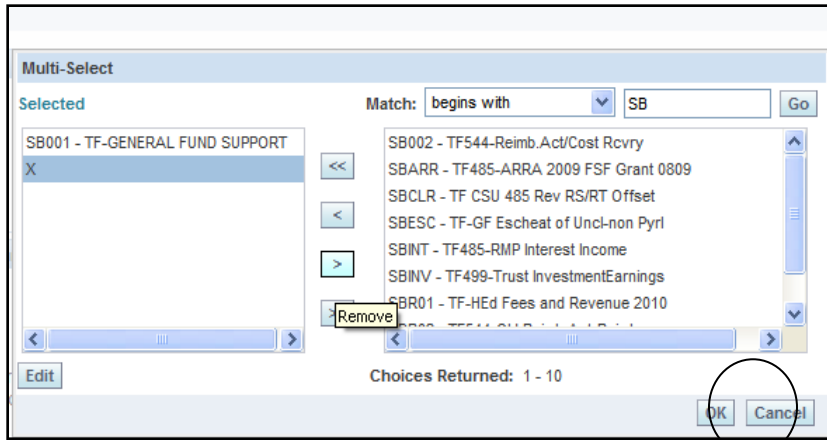 Multi-Select
Selected
Match: begins with SB Go
SB001 - TF-GENERAL FUND SUPPORT
X
<<
<
>
>
Remove
SB002 - TF544-Reimb.Act/Cost Rcvry
SBARR - TF485-ARRA 2009 FSF Grant 0809
SBCLR - TF CSU 485 Rev RS/RT Offset
SBESC - TF-GF Escheat of Uncl-non Pyrl
SBINT - TF485-RMP Interest Income
SBINV - TF499-Trust InvestmentEarnings
SBR01 - TF-HEd Fees and Revenue 2010
Edit
Choices Returned: 1 - 10
OK Cancel